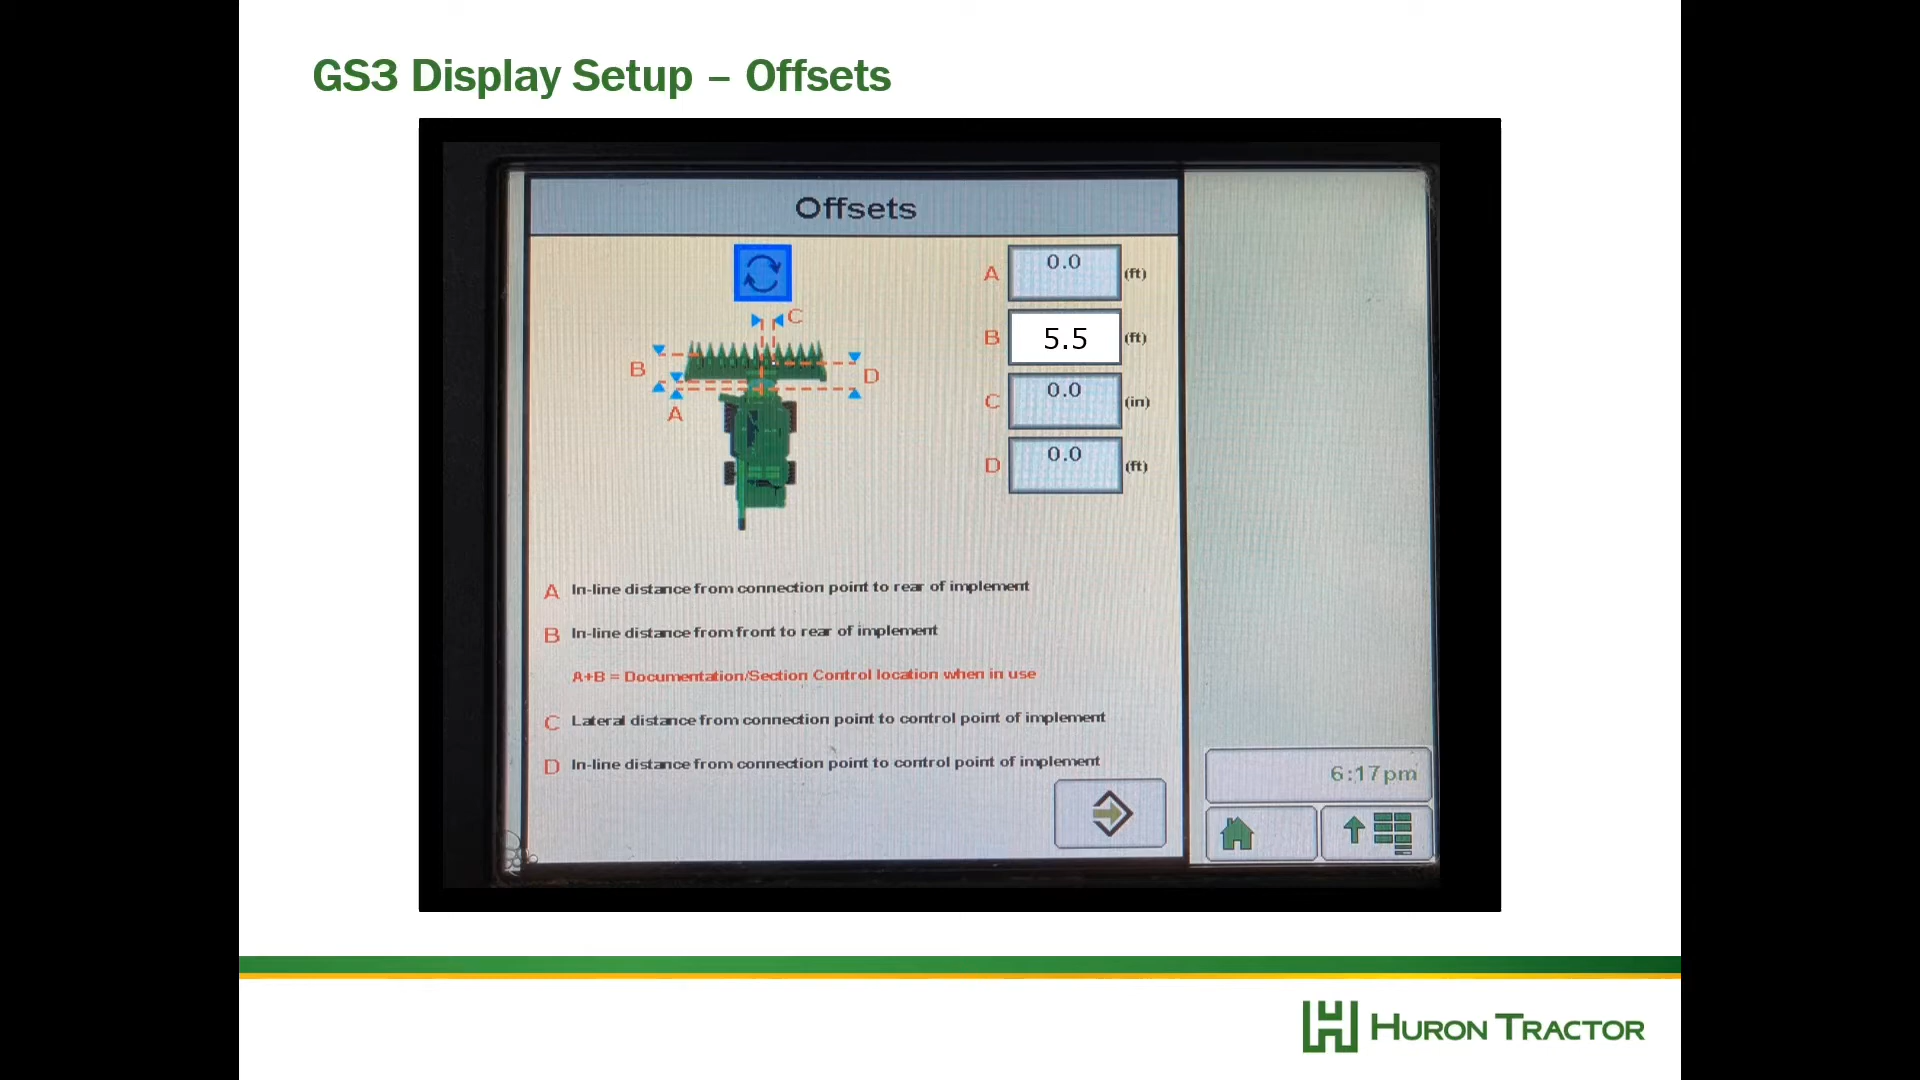 GS3 Display Setup – Offsets
Offsets
A 0.0 (ft)
C
B 5.5 (ft)
B
D
A
C 0.0 (in)
D 0.0 (ft)
A In-line distance from connection point to rear of implement
B In-line distance from front to rear of implement
A+B = Documentation/Section Control location when in use
C Lateral distance from connection point to control point of implement
D In-line distance from connection point to control point of implement
6:17pm
HURON TRACTOR